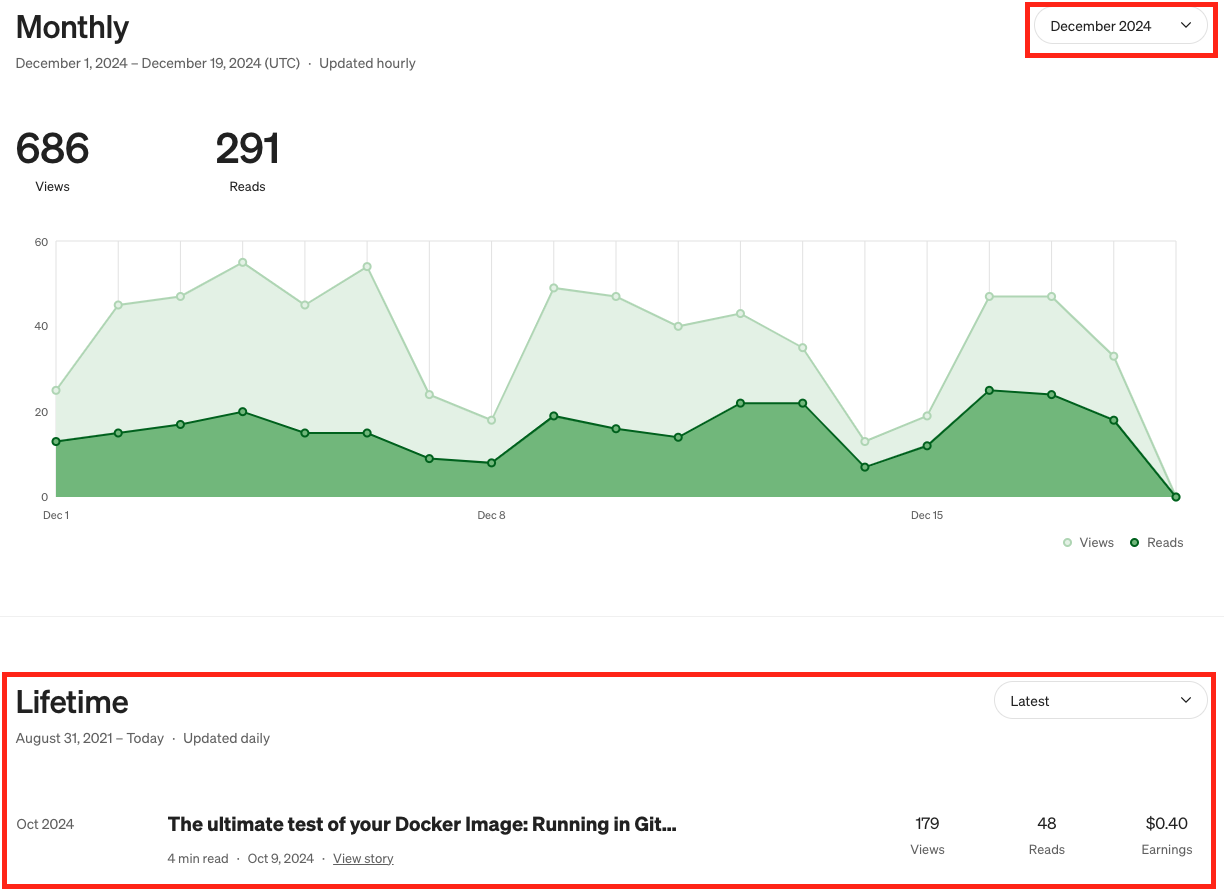 Monthly
December 2024
December 1, 2024 – December 19, 2024 (UTC) · Updated hourly
686
291
Views
Reads
60
40
20
0
Dec 1
Dec 8
Dec 15
Views
Reads
Lifetime
Latest
August 31, 2021 – Today · Updated daily
Oct 2024
The ultimate test of your Docker Image: Running in Git...
179
48
$0.40
4 min read · Oct 9, 2024 · View story
Views
Reads
Earnings